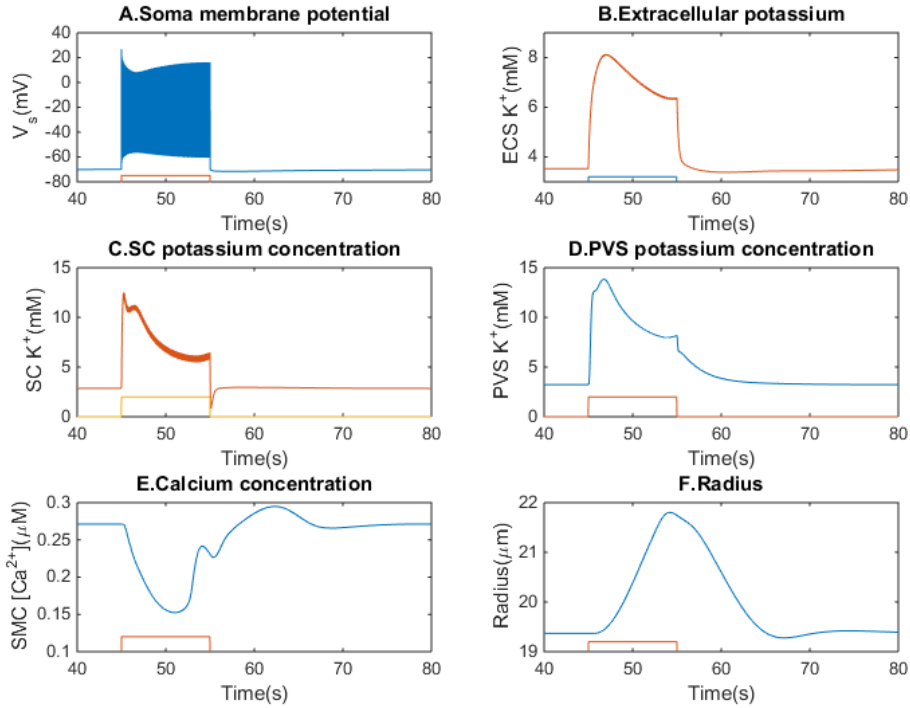 A.Soma membrane potential
V_s(mV)
40
20
0
-20
-40
-60
-80
40 50 60 70 80
Time(s)
B.Extracellular potassium
ECS K⁺(mM)
8
6
4
40 50 60 70 80
Time(s)
C.SC potassium concentration
SC K⁺(mM)
15
10
5
0
40 50 60 70 80
Time(s)
D.PVS potassium concentration
PVS K⁺(mM)
15
10
5
0
40 50 60 70 80
Time(s)
E.Calcium concentration
SMC [Ca²⁺](μM)
0.3
0.25
0.2
0.15
0.1
40 50 60 70 80
Time(s)
F.Radius
Radius(μm)
22
21
20
19
40 50 60 70 80
Time(s)